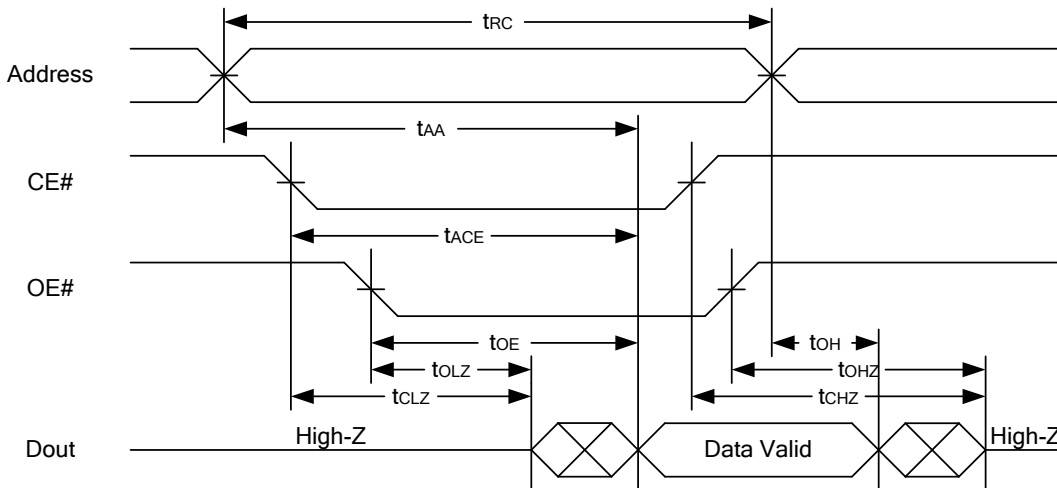 tRC
Address
tAA
CE#
tACE
OE#
tOE
tOH
tOLZ
tOHZ
tCLZ
tCHZ
Dout
High-Z
Data Valid
High-Z